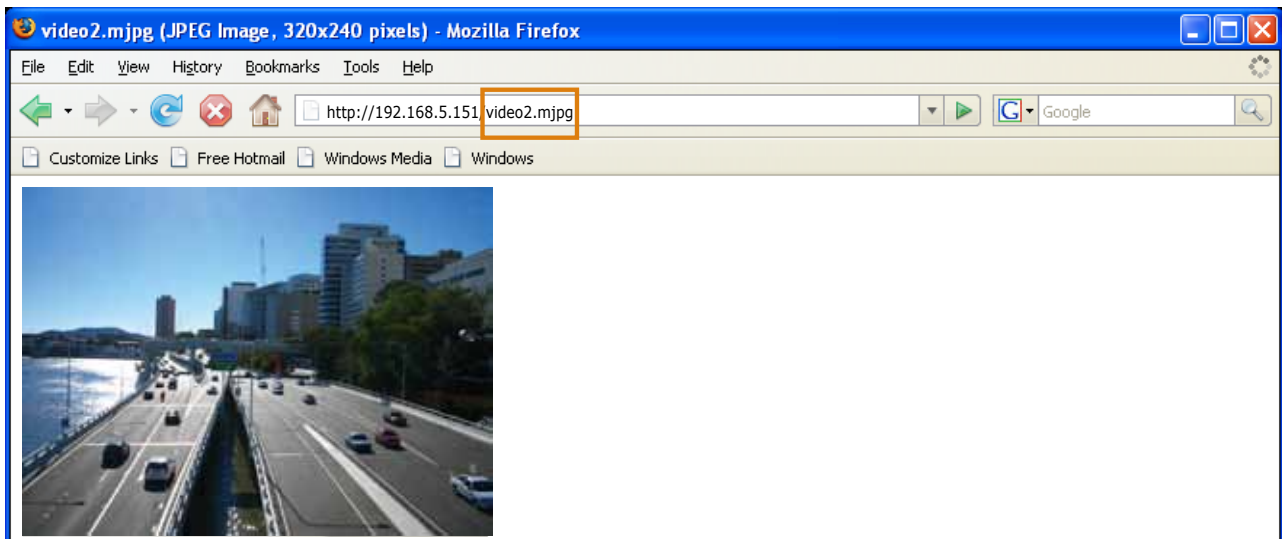 video2.mjpg (JPEG Image, 320x240 pixels) - Mozilla Firefox
File Edit View History Bookmarks Tools Help
http://192.168.5.151/video2.mjpg G Google
Customize Links Free Hotmail Windows Media Windows